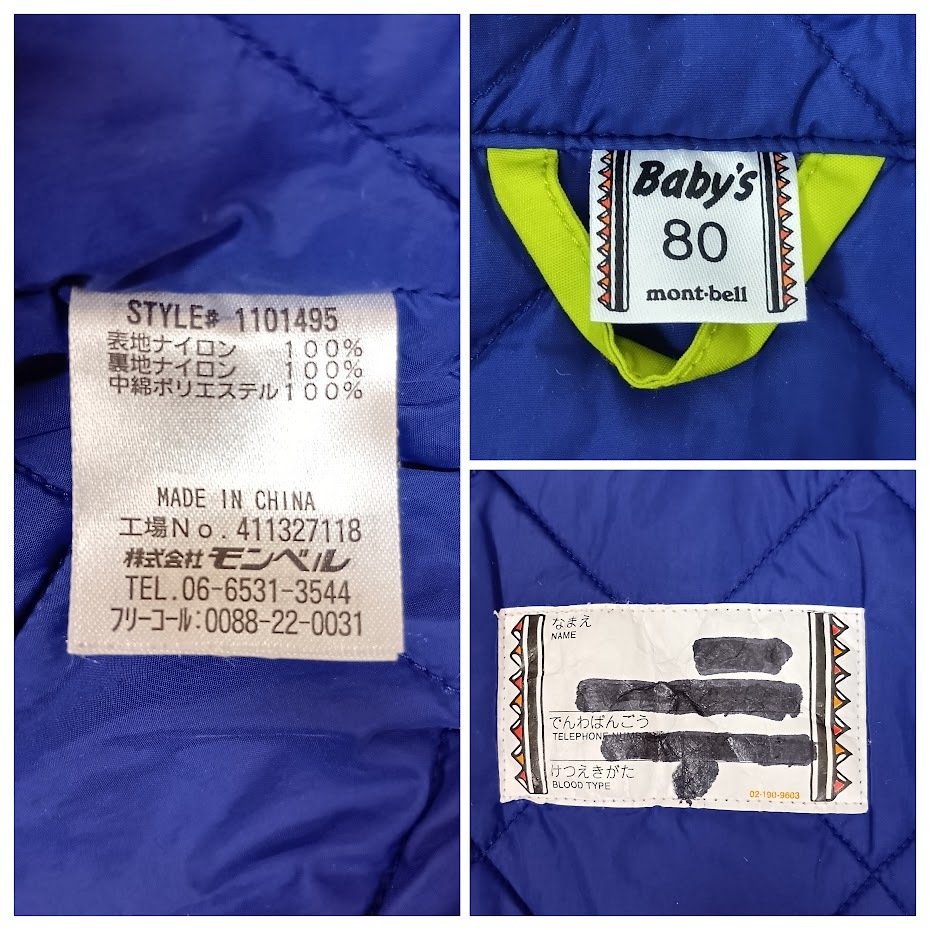 STYLE# 1101495
表地ナイロン 100%
裏地ナイロン 100%
中綿ポリエステル100%
MADE IN CHINA
工場No. 411327118
株式会社 モンベル
TEL.06-6531-3544
フリーコール:0088-22-0031
Baby's
80
mont-bell
なまえ
NAME
でんわばんごう
TELEPHONE
けつえきがた
BLOOD TYPE
02-190-9603